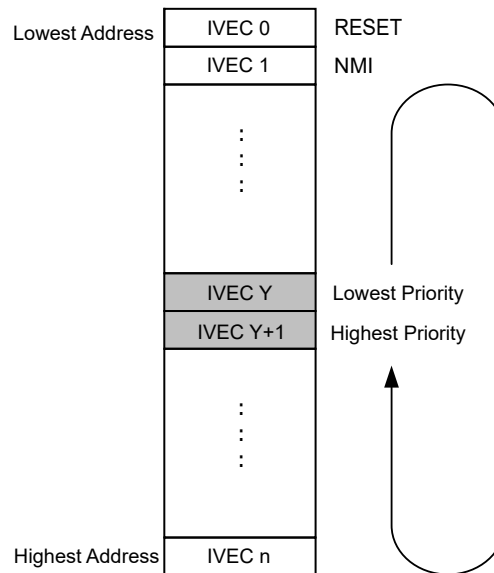 Lowest Address IVEC 0 RESET
IVEC 1 NMI
⋮
IVEC Y Lowest Priority
IVEC Y+1 Highest Priority
⋮
Highest Address IVEC n